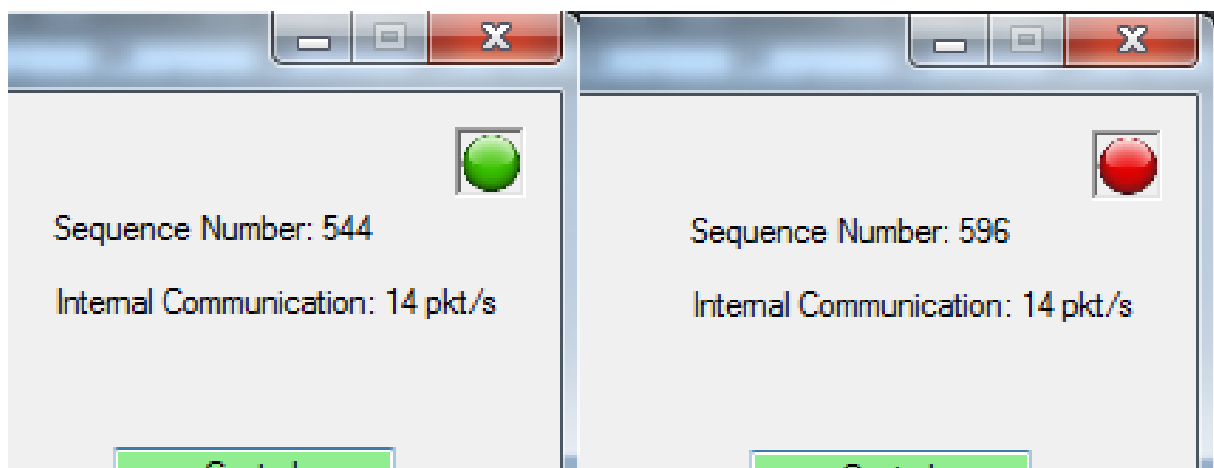 Sequence Number: 544
Internal Communication: 14 pkt/s
Sequence Number: 596
Internal Communication: 14 pkt/s